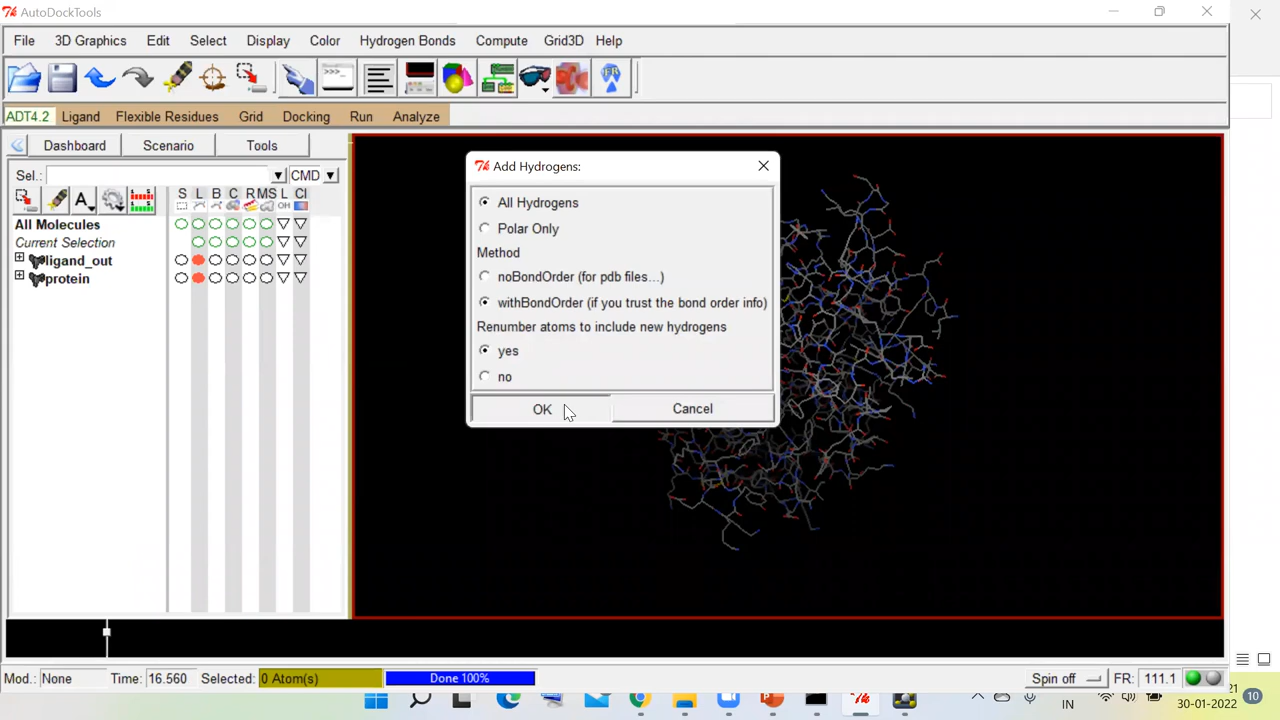 AutoDockTools
File 3D Graphics Edit Select Display Color Hydrogen Bonds Compute Grid3D Help
>>> FR
ADT4.2 Ligand Flexible Residues Grid Docking Run Analyze
Dashboard Scenario Tools
Sel.: CMD
A S L B C R MS L Cl
OH
All Molecules
Current Selection
ligand_out
protein
Add Hydrogens:
All Hydrogens
Polar Only
Method
noBondOrder (for pdb files...)
withBondOrder (if you trust the bond order info)
Renumber atoms to include new hydrogens
yes
no
OK Cancel
Mod.: None Time: 16.560 Selected: 0 Atom(s) Done 100% Spin off FR: 111.1
IN 30-01-2022 10